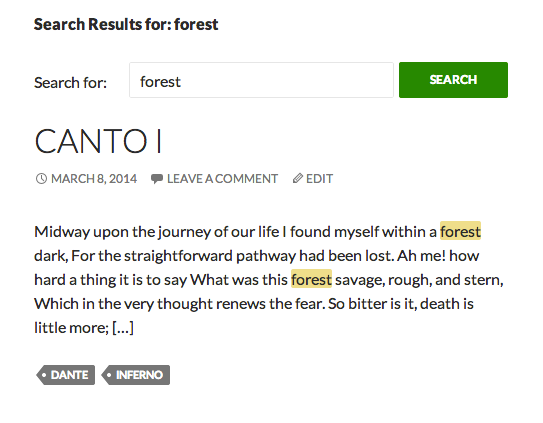 Search Results for: forest
Search for: forest SEARCH
CANTO I
MARCH 8, 2014 LEAVE A COMMENT EDIT
Midway upon the journey of our life I found myself within a forest
dark, For the straightforward pathway had been lost. Ah me! how
hard a thing it is to say What was this forest savage, rough, and stern,
Which in the very thought renews the fear. So bitter is it, death is
little more; […]
DANTE INFERNO